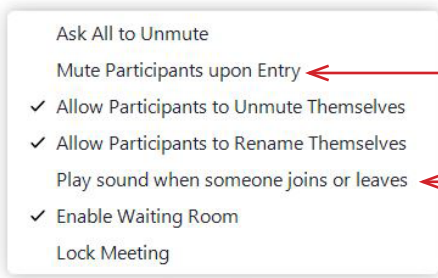 Ask All to Unmute
Mute Participants upon Entry
Allow Participants to Unmute Themselves
Allow Participants to Rename Themselves
Play sound when someone joins or leaves
Enable Waiting Room
Lock Meeting